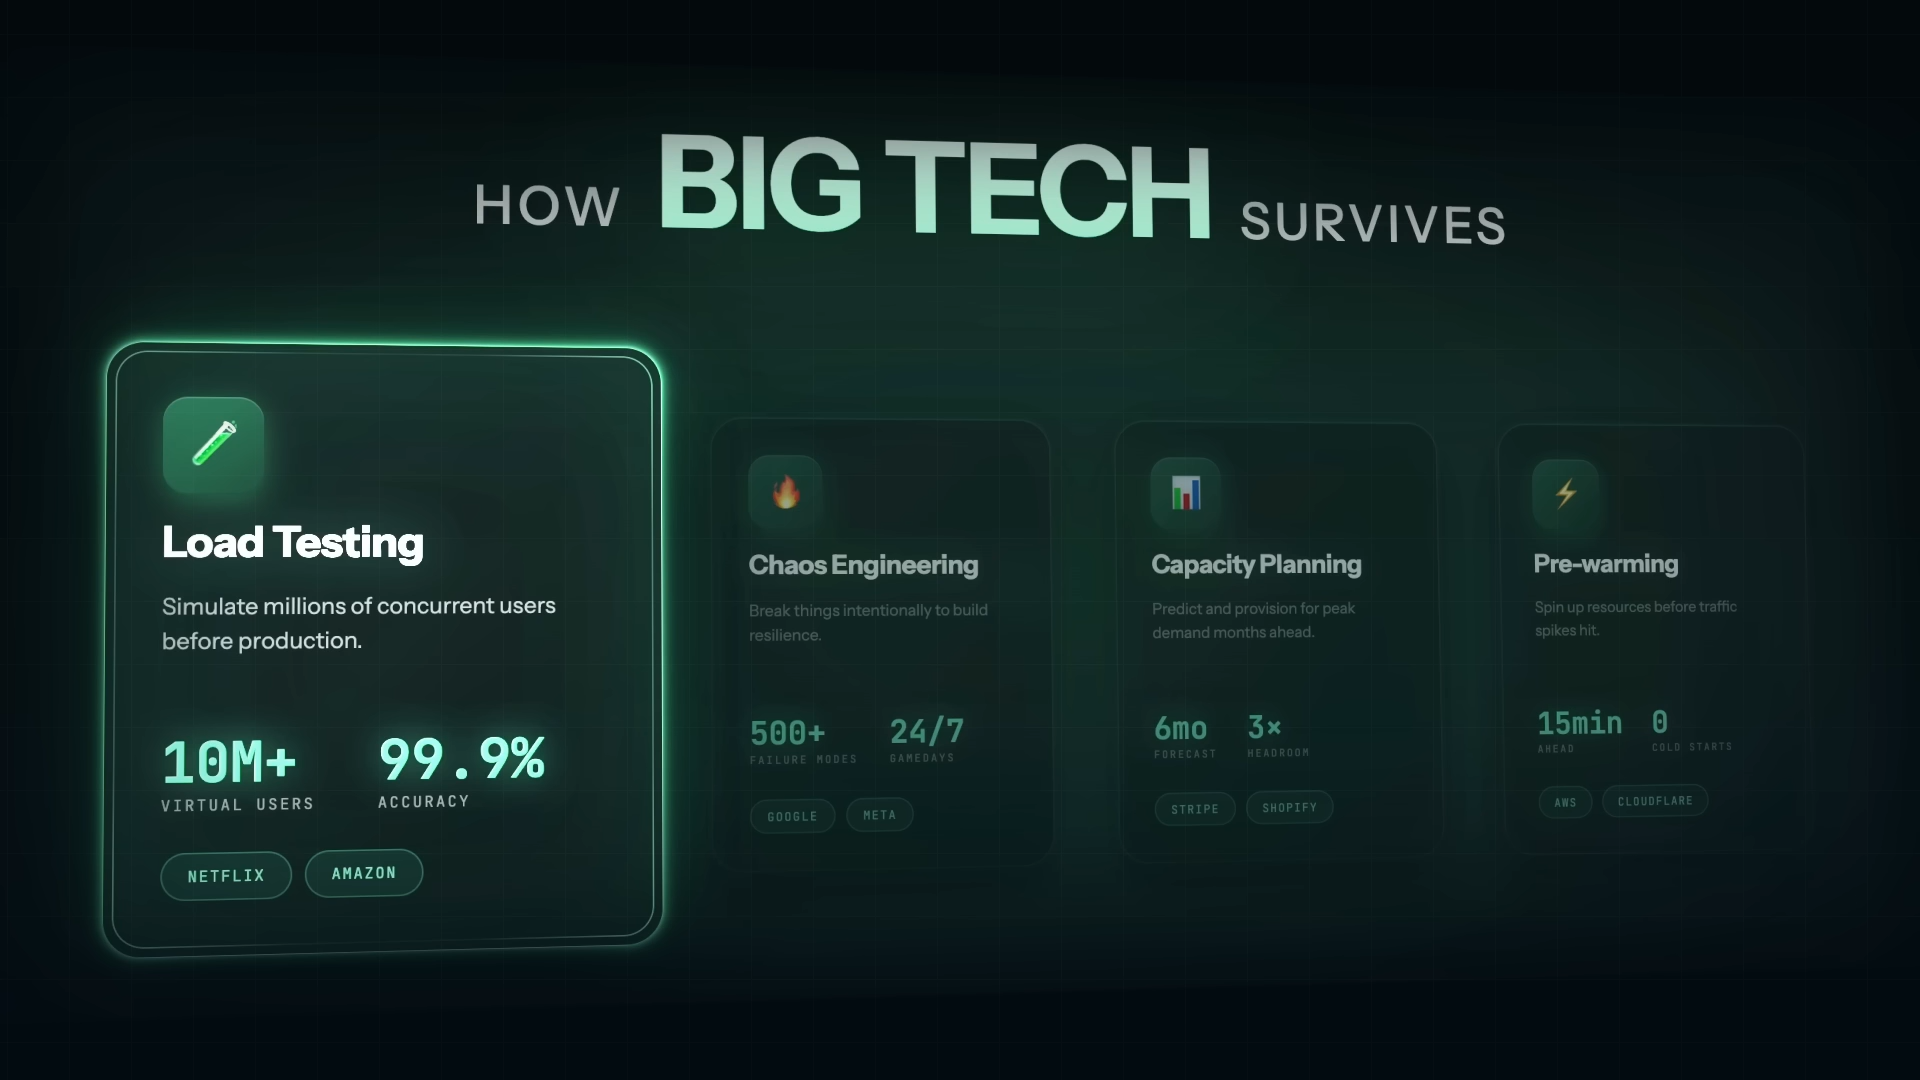 HOW BIG TECH SURVIVES
Load Testing
Simulate millions of concurrent users
before production.
10M+ 99.9%
VIRTUAL USERS ACCURACY
NETFLIX AMAZON
Chaos Engineering
Break things intentionally to build
resilience.
500+ 24/7
FAILURE MODES GAMEDAYS
GOOGLE META
Capacity Planning
Predict and provision for peak
demand months ahead.
6mo 3×
FORECAST HEADROOM
STRIPE SHOPIFY
Pre-warming
Spin up resources before traffic
spikes hit.
15min 0
AHEAD COLD STARTS
AWS CLOUDFLARE